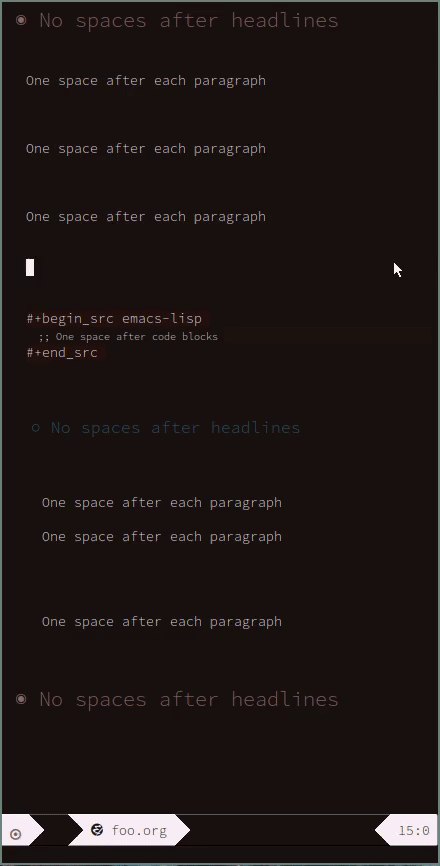 No spaces after headlines
One space after each paragraph
One space after each paragraph
One space after each paragraph
#+begin_src emacs-lisp
;; One space after code blocks
#+end_src
No spaces after headlines
One space after each paragraph
One space after each paragraph
One space after each paragraph
No spaces after headlines
foo.org 15:0